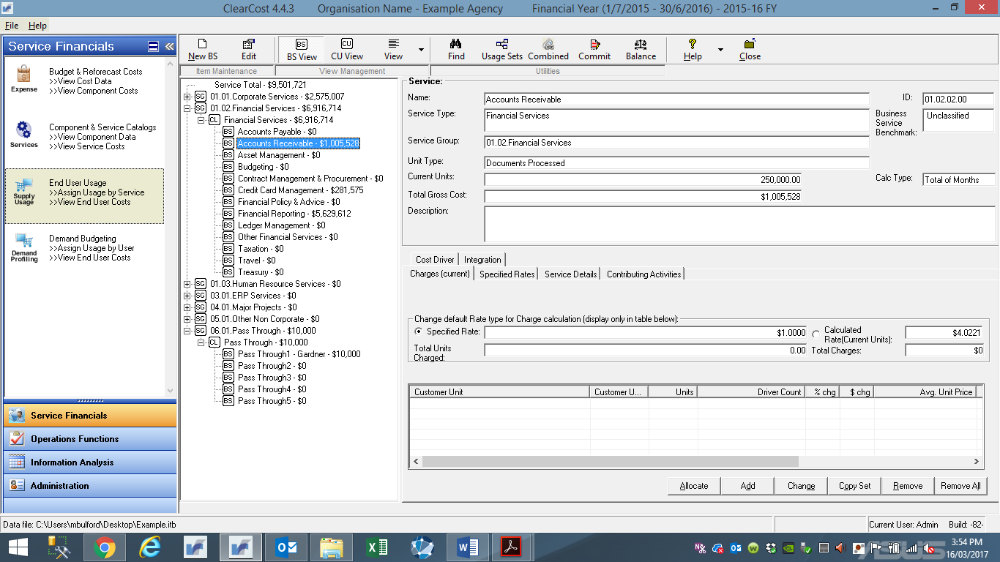 ClearCost 4.4.3 Organisation Name - Example Agency Financial Year (1/7/2015 - 30/6/2016) - 2015-16 FY
File Help
Service Financials
New BS Edit BS BS View CU CU View View Find Usage Sets Combined Commit Balance Help Close
Item Maintenance View Management Utilities
Expense
Budget & Reforecast Costs
>>View Cost Data
>>View Component Costs
Services
Component & Service Catalogs
>>View Component Data
>>View Service Costs
Supply Usage
End User Usage
>>Assign Usage by Service
>>View End User Costs
Demand Profiling
Demand Budgeting
>>Assign Usage by User
>>View End User Costs
Service Financials
Operations Functions
Information Analysis
Administration
Service Total - $9,501,721
SG 01.01.Corporate Services - $2,575,007
SG 01.02.Financial Services - $6,916,714
CL Financial Services - $6,916,714
BS Accounts Payable - $0
BS Accounts Receivable - $1,005,528
BS Asset Management - $0
BS Budgeting - $0
BS Contract Management & Procurement - $0
BS Credit Card Management - $281,575
BS Financial Policy & Advice - $0
BS Financial Reporting - $5,629,612
BS Ledger Management - $0
BS Other Financial Services - $0
BS Taxation - $0
BS Travel - $0
BS Treasury - $0
SG 01.03.Human Resource Services - $0
SG 03.01.ERP Services - $0
SG 04.01.Major Projects - $0
SG 05.01.Other Non Corporate - $0
SG 06.01.Pass Through - $10,000
CL Pass Through - $10,000
BS Pass Through1 - Gardner - $10,000
BS Pass Through2 - $0
BS Pass Through3 - $0
BS Pass Through4 - $0
BS Pass Through5 - $0
Service:
Name: Accounts Receivable ID: 01.02.02.00
Service Type: Financial Services Business Service Benchmark: Unclassified
Service Group: 01.02.Financial Services
Unit Type: Documents Processed
Current Units: 250,000.00 Calc Type: Total of Months
Total Gross Cost: $1,005,528
Description:
Cost Driver Integration
Charges (current) Specified Rates Service Details Contributing Activities
Change default Rate type for Charge calculation (display only in table below):
Specified Rate: $1.0000 Calculated Rate(Current Units): $4.0221
Total Units Charged: 0.00 Total Charges: $0
Customer Unit Customer U... Units Driver Count % chg $ chg Avg. Unit Price
Allocate Add Change Copy Set Remove Remove All
Data file: C:\Users\mbulford\Desktop\Example.itb Current User: Admin Build: -82-
3:54 PM
16/03/2017
ASUS